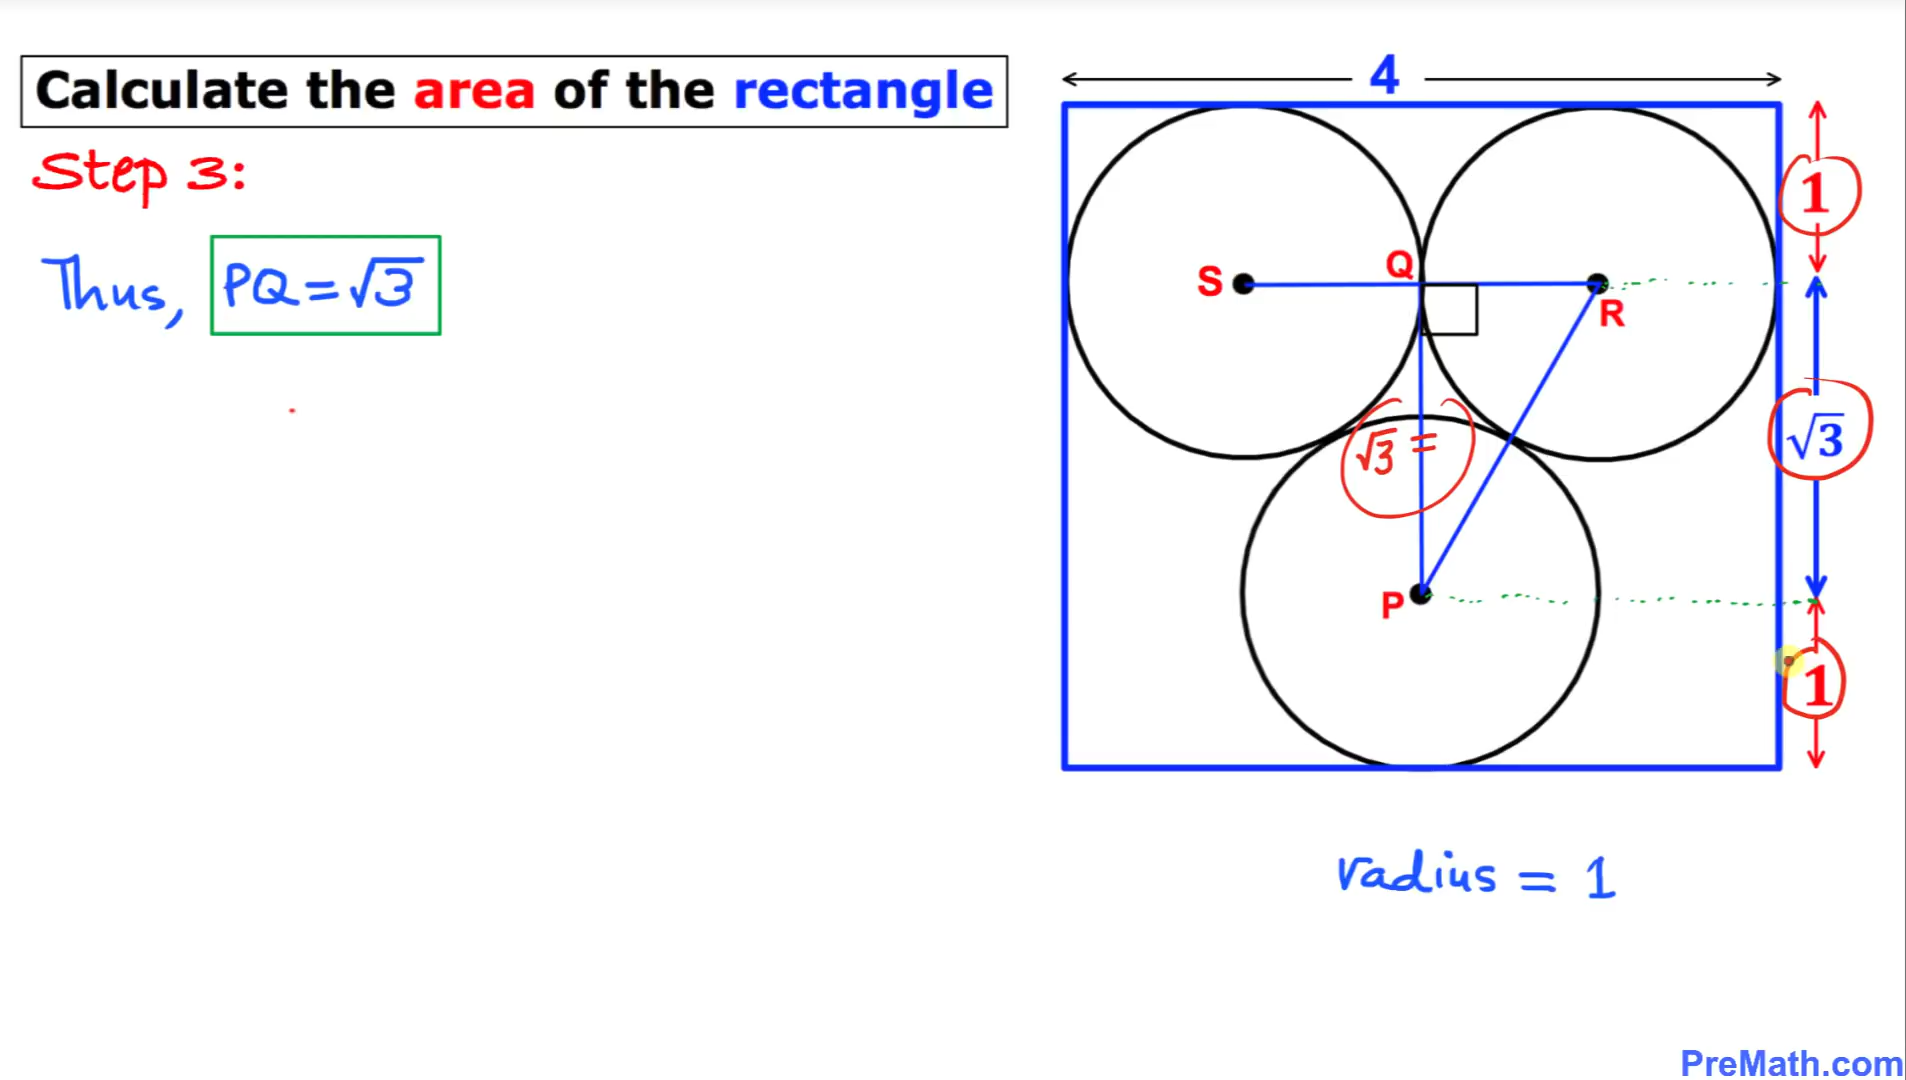 Calculate the area of the rectangle
Step 3:
Thus, PQ = √3
4
1
S
Q
R
√3 =
√3
P
1
radius = 1
PreMath.com